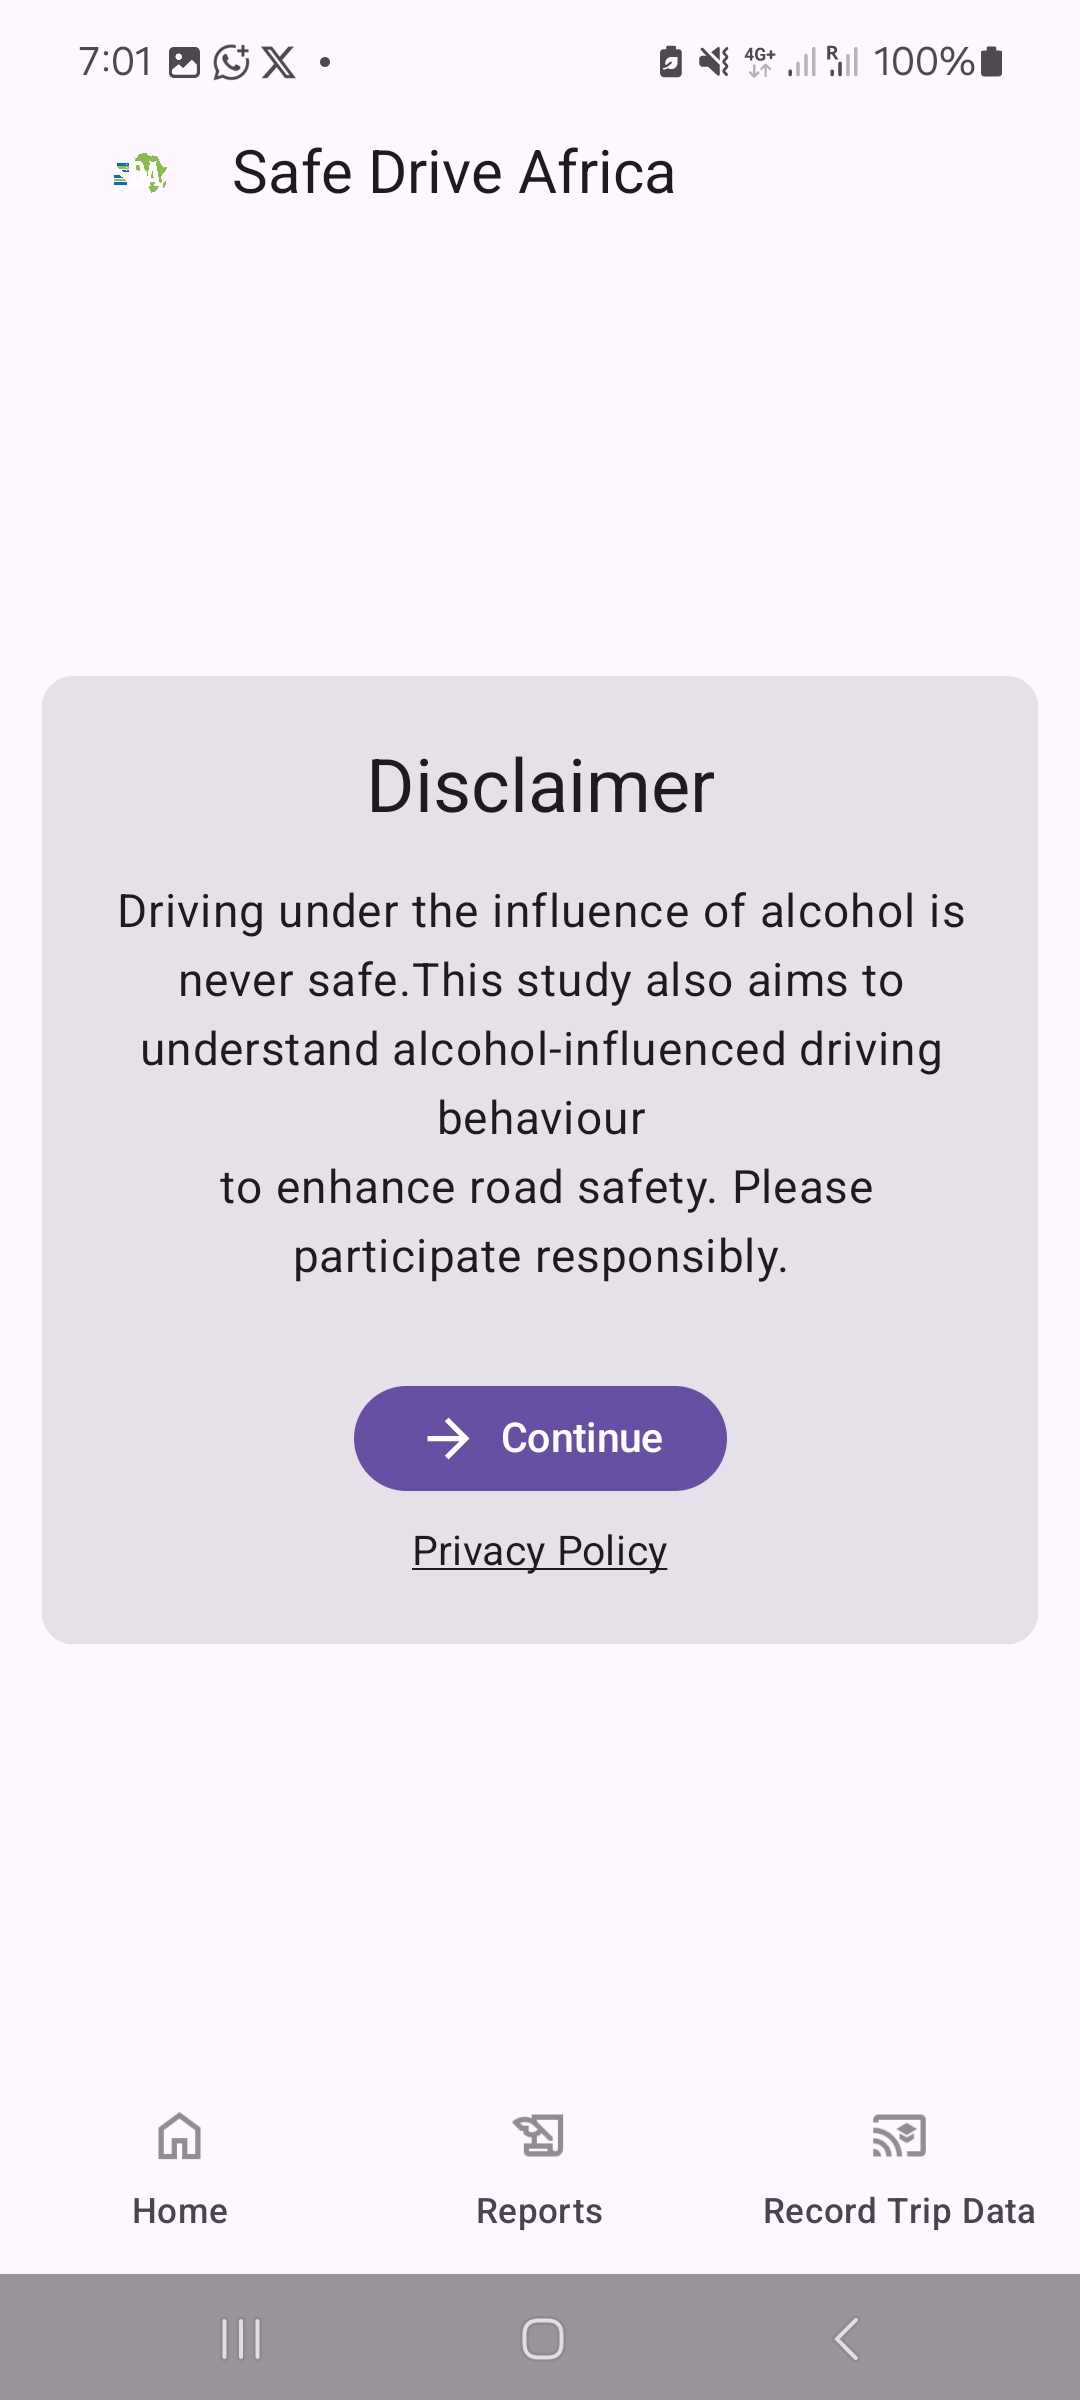 7:01
4G+ R 100%
Safe Drive Africa
Disclaimer
Driving under the influence of alcohol is
never safe.This study also aims to
understand alcohol-influenced driving
behaviour
to enhance road safety. Please
participate responsibly.
Continue
Privacy Policy
Home Reports Record Trip Data